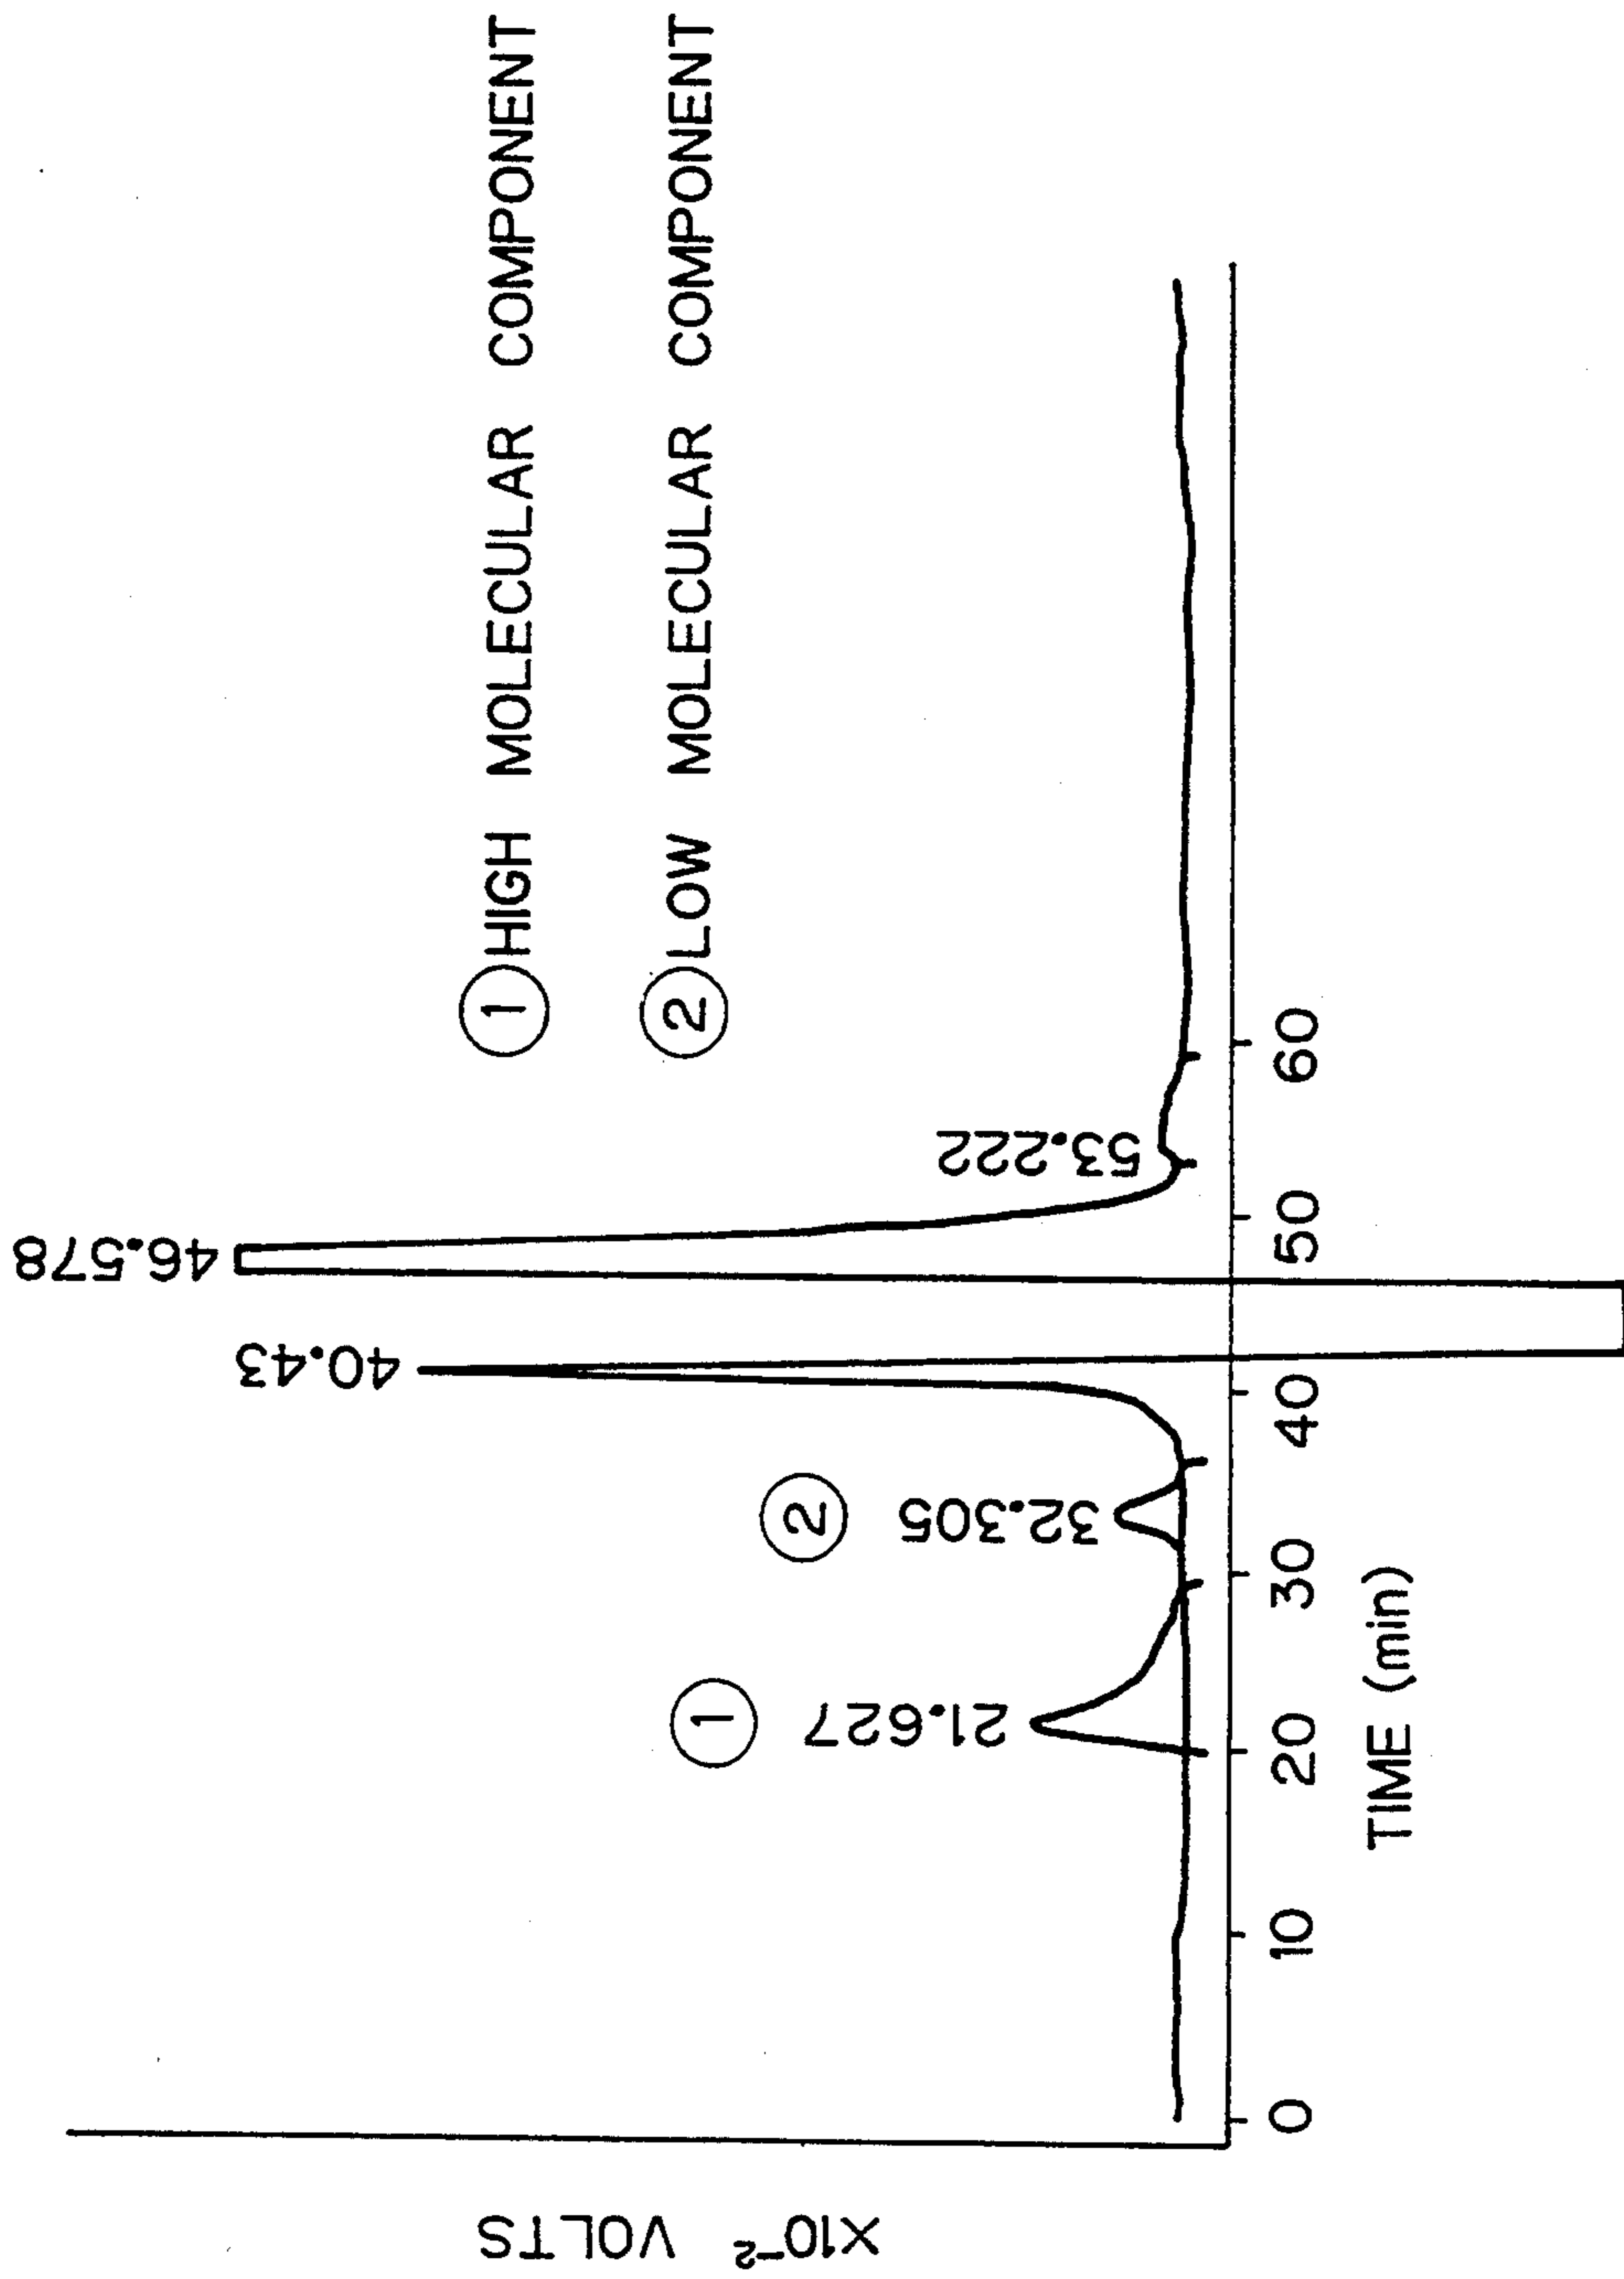 ×10⁻² VOLTS
46.578
40.43
① HIGH MOLECULAR COMPONENT
② LOW MOLECULAR COMPONENT
①
21.627
②
32.305
53.222
0 10 20 30 40 50 60
TIME (min)